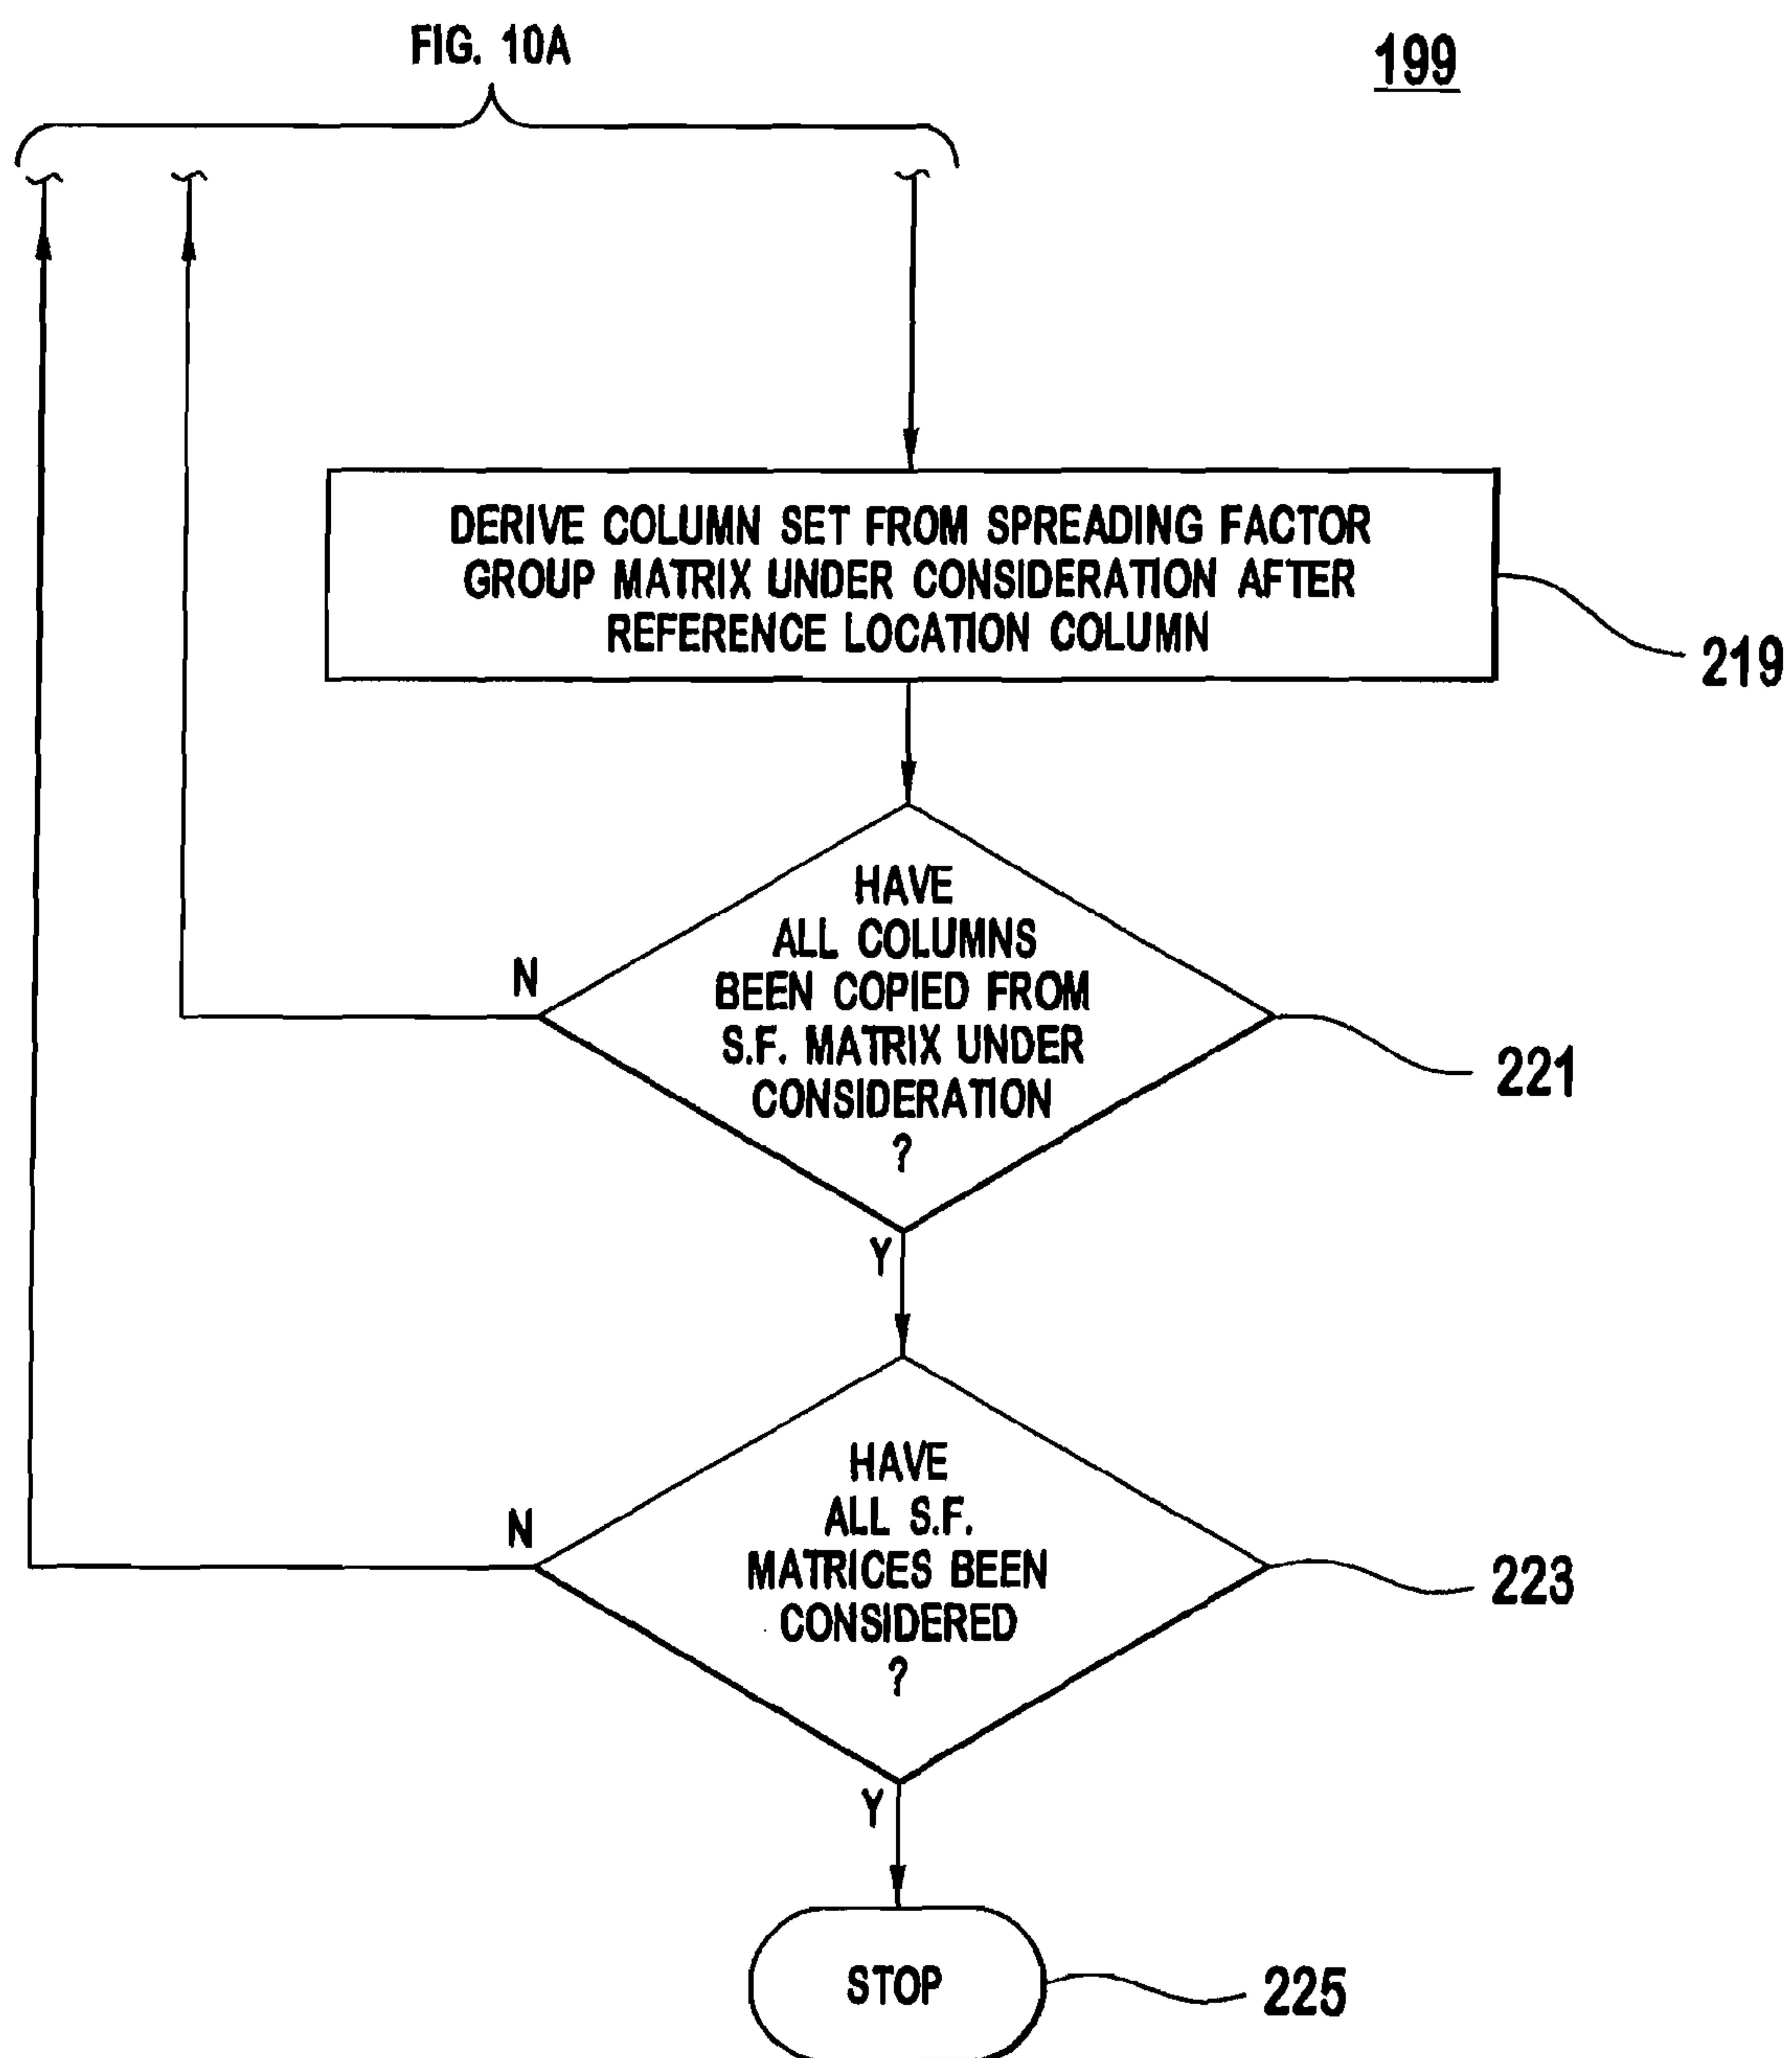 FIG. 10A
199
DERIVE COLUMN SET FROM SPREADING FACTOR
GROUP MATRIX UNDER CONSIDERATION AFTER
REFERENCE LOCATION COLUMN
219
HAVE
ALL COLUMNS
BEEN COPIED FROM
S.F. MATRIX UNDER
CONSIDERATION
?
N
221
Y
HAVE
ALL S.F.
MATRICES BEEN
CONSIDERED
?
N
223
Y
STOP
225